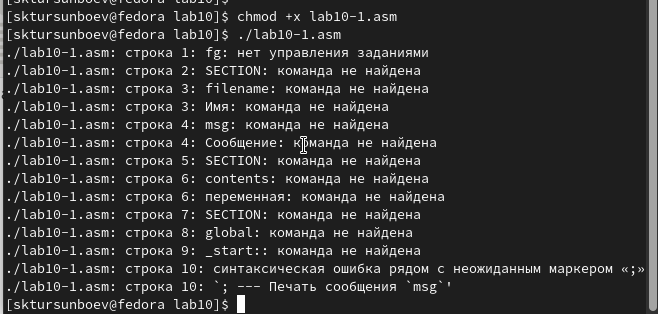 [sktursunboev@fedora lab10]$ chmod +x lab10-1.asm
[sktursunboev@fedora lab10]$ ./lab10-1.asm
./lab10-1.asm: строка 1: fg: нет управления заданиями
./lab10-1.asm: строка 2: SECTION: команда не найдена
./lab10-1.asm: строка 3: filename: команда не найдена
./lab10-1.asm: строка 3: Имя: команда не найдена
./lab10-1.asm: строка 4: msg: команда не найдена
./lab10-1.asm: строка 4: Сообщение: команда не найдена
./lab10-1.asm: строка 5: SECTION: команда не найдена
./lab10-1.asm: строка 6: contents: команда не найдена
./lab10-1.asm: строка 6: переменная: команда не найдена
./lab10-1.asm: строка 7: SECTION: команда не найдена
./lab10-1.asm: строка 8: global: команда не найдена
./lab10-1.asm: строка 9: _start:: команда не найдена
./lab10-1.asm: строка 10: синтаксическая ошибка рядом с неожиданным маркером «;»
./lab10-1.asm: строка 10: `; --- Печать сообщения `msg`'
[sktursunboev@fedora lab10]$